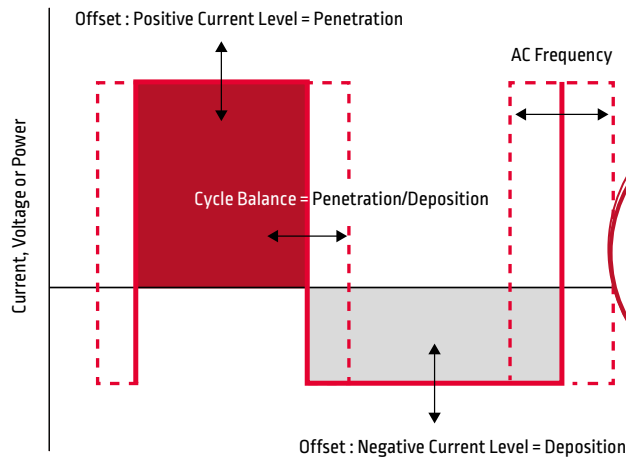 Offset : Positive Current Level = Penetration
AC Frequency
Current, Voltage or Power
Cycle Balance = Penetration/Deposition
Offset : Negative Current Level = Deposition